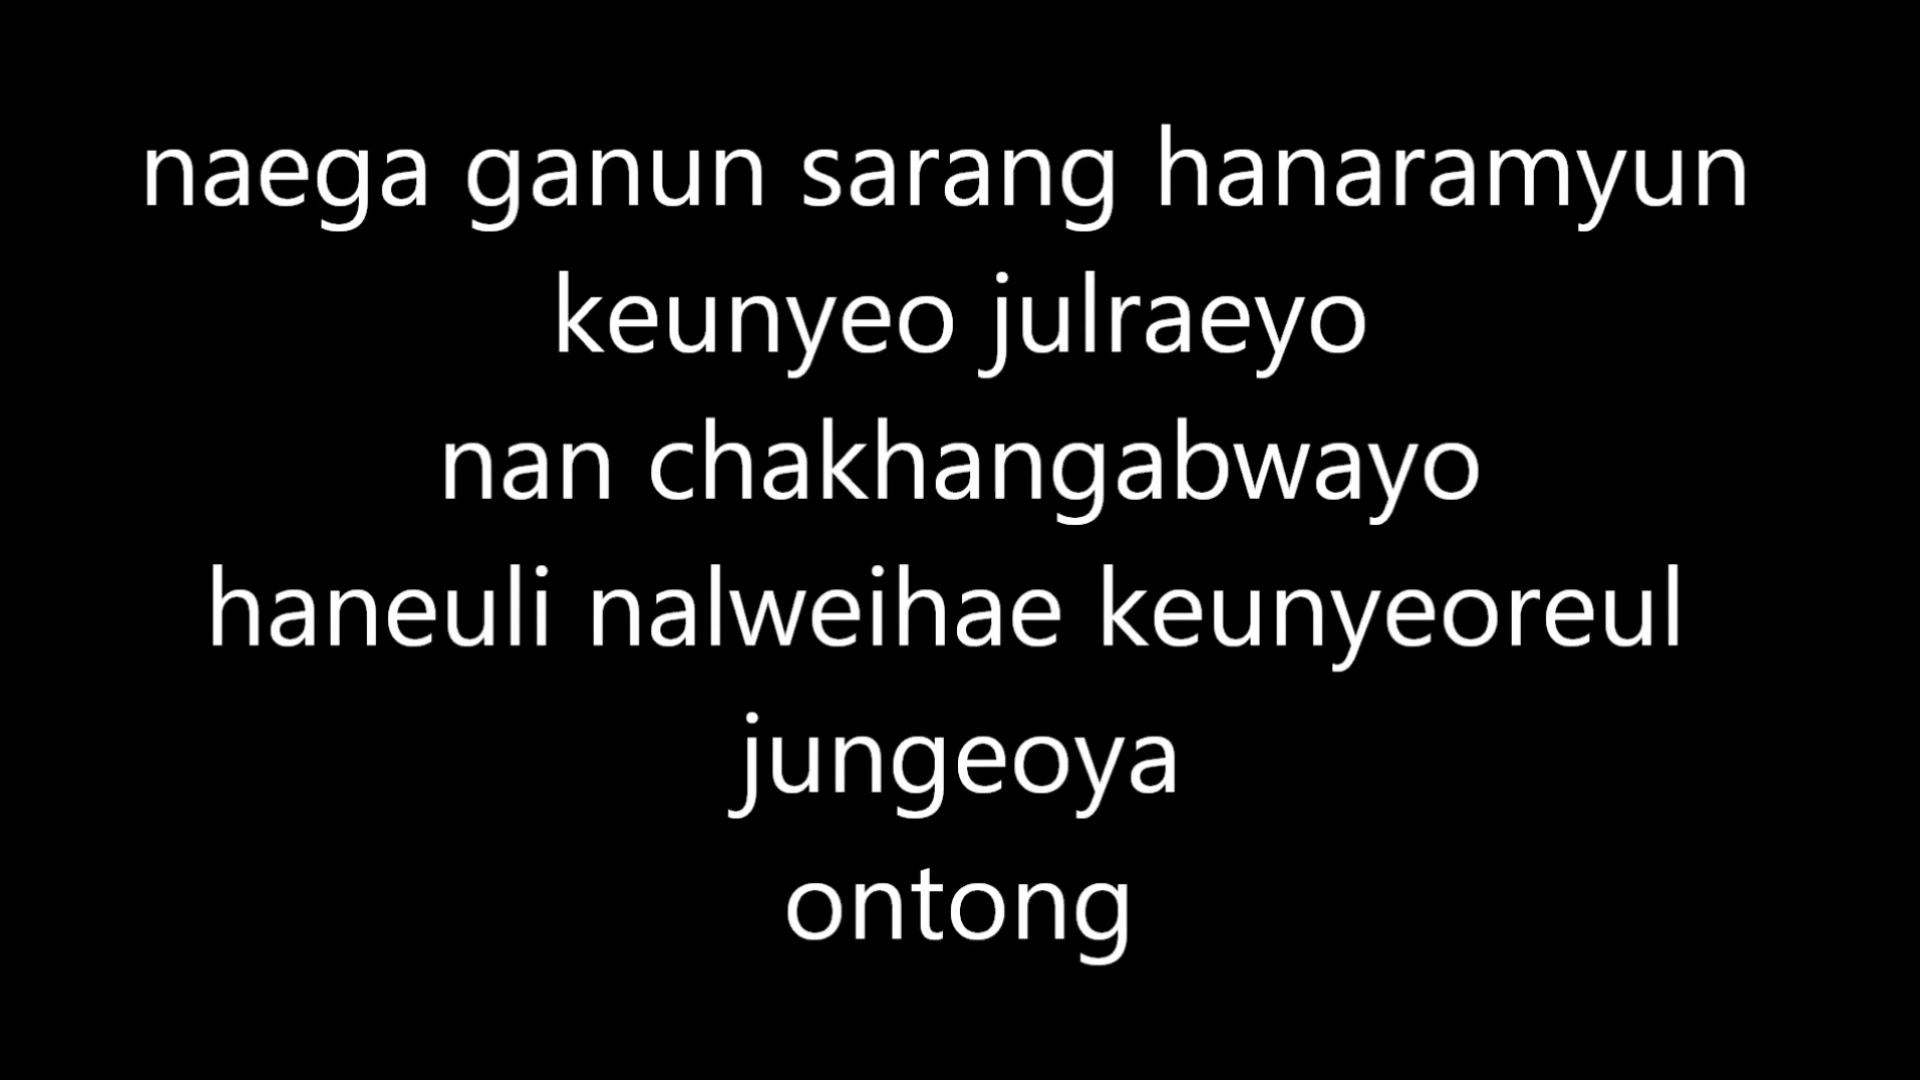 naega ganun sarang hanaramyun
keunyeo julraeyo
nan chakhangabwayo
haneuli nalweihae keunyeoreul
jungeoya
ontong